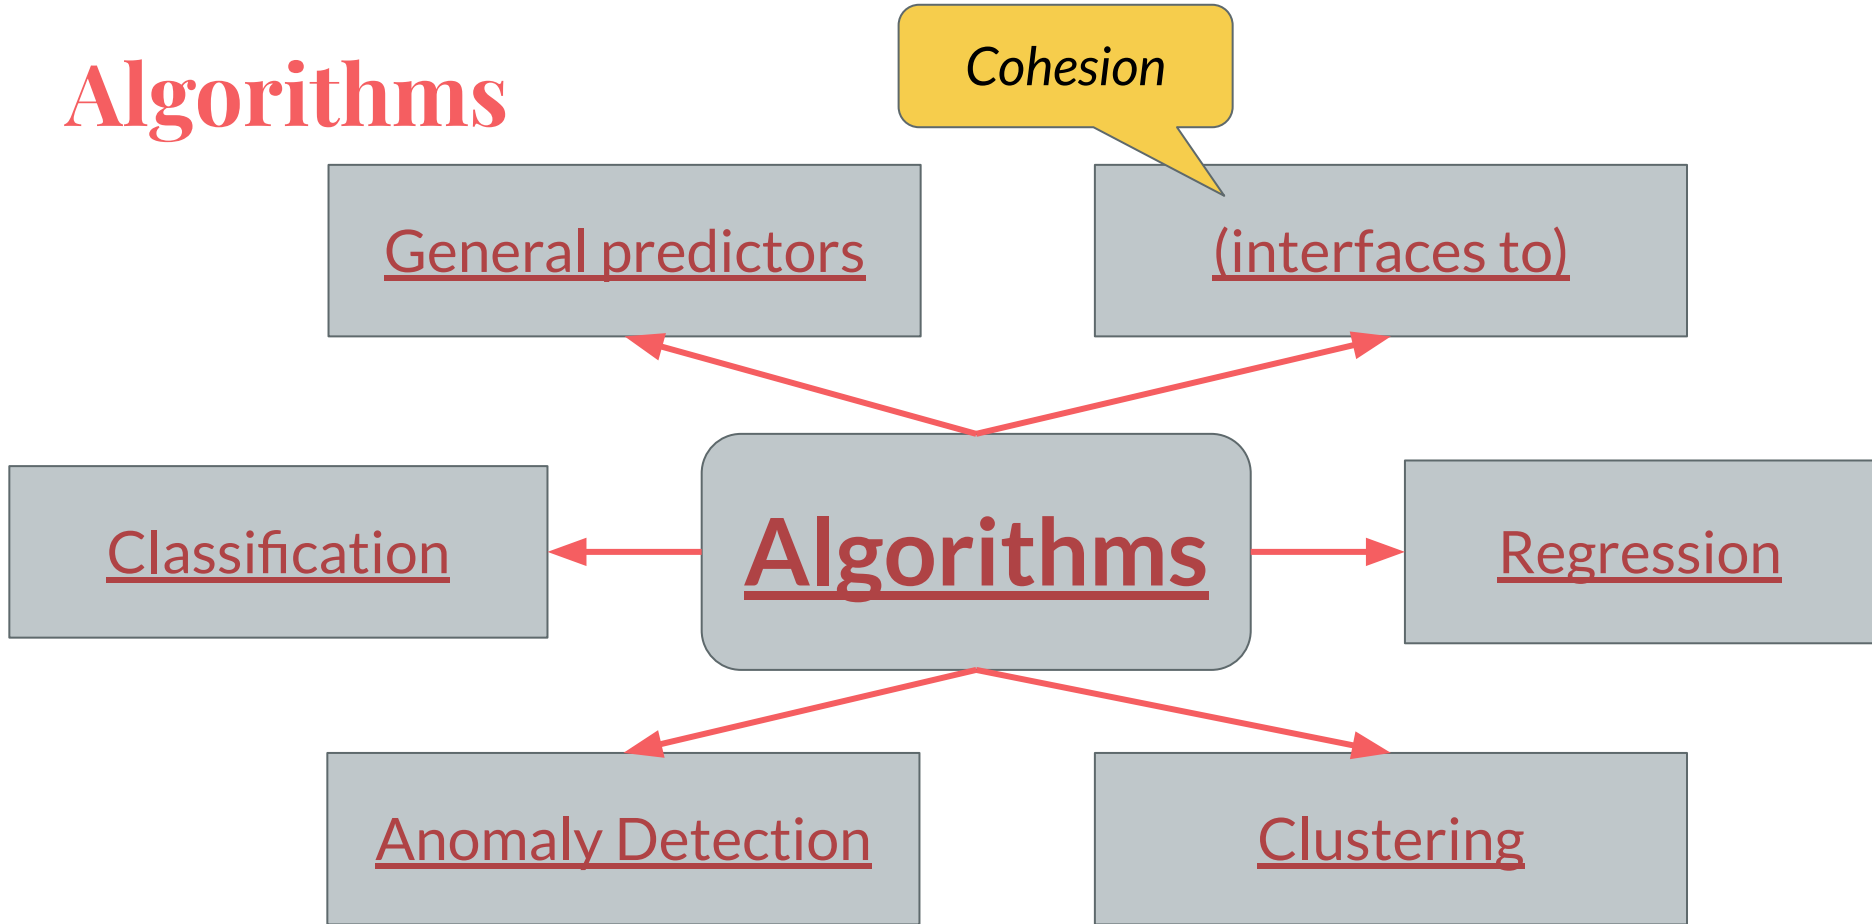 Algorithms
Cohesion
General predictors
(interfaces to)
Classification
Algorithms
Regression
Anomaly Detection
Clustering